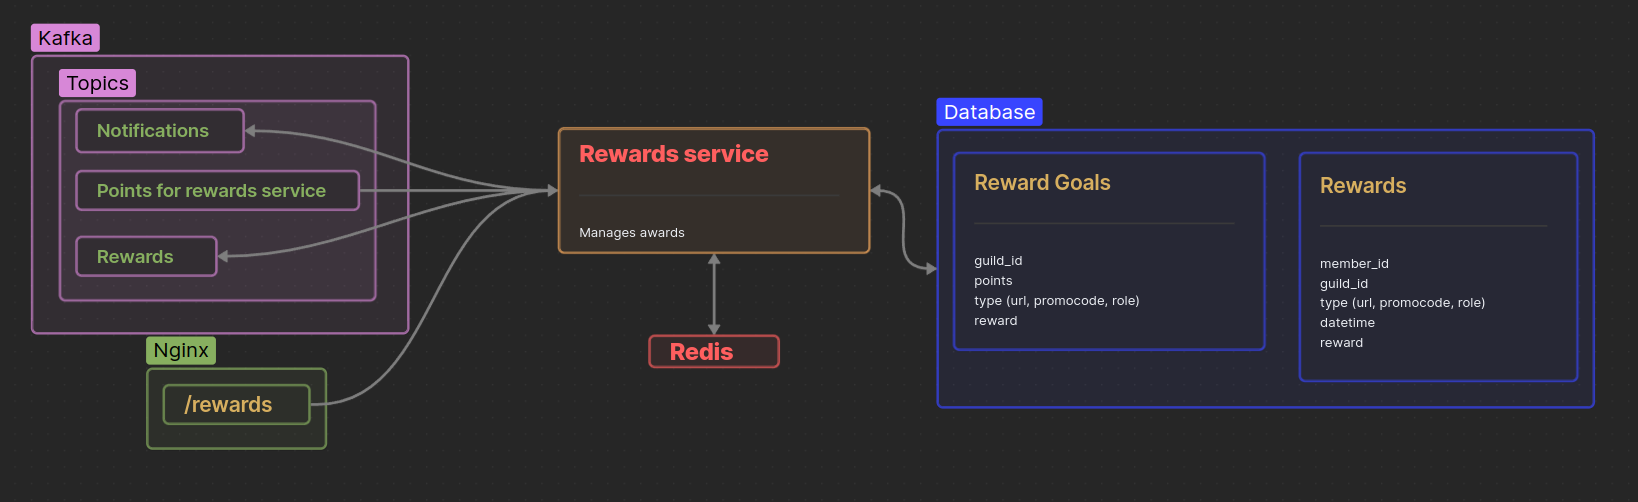 Kafka
Topics
Notifications
Points for rewards service
Rewards
Nginx
/rewards
Rewards service
Manages awards
Redis
Database
Reward Goals
guild_id
points
type (url, promocode, role)
reward
Rewards
member_id
guild_id
type (url, promocode, role)
datetime
reward